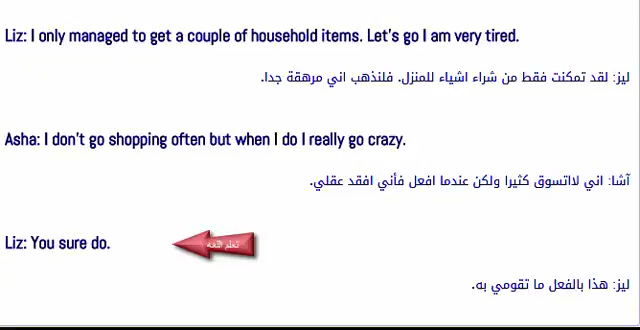 Liz: I only managed to get a couple of household items. Let's go I am very tired.
ليز: لقد تمكنت فقط من شراء اشياء للمنزل. فلنذهب اني مرهقة جدا.
Asha: I don't go shopping often but when I do I really go crazy.
آشا: اني لااتسوق كثيرا ولكن عندما افعل فأني افقد عقلي.
Liz: You sure do.
تعلم اللغه
ليز: هذا بالفعل ما تقومي به.